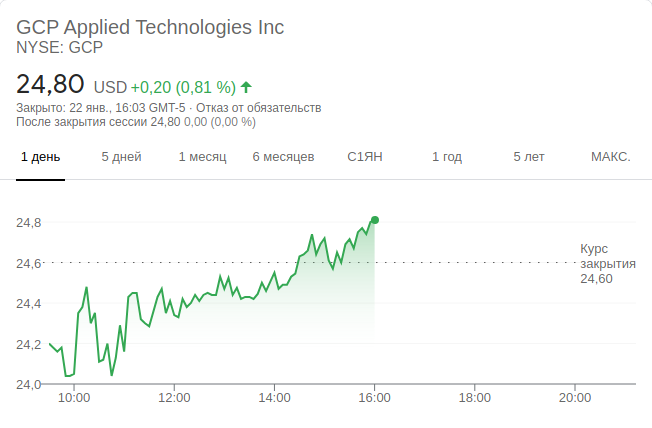 GCP Applied Technologies Inc
NYSE: GCP
24,80 USD +0,20 (0,81 %)
Закрыто: 22 янв., 16:03 GMT-5 · Отказ от обязательств
После закрытия сессии 24,80 0,00 (0,00 %)
1 день 5 дней 1 месяц 6 месяцев С1ЯН 1 год 5 лет МАКС.
24,8
Курс
закрытия
24,60
24,6
24,4
24,2
24,0
10:00 12:00 14:00 16:00 18:00 20:00